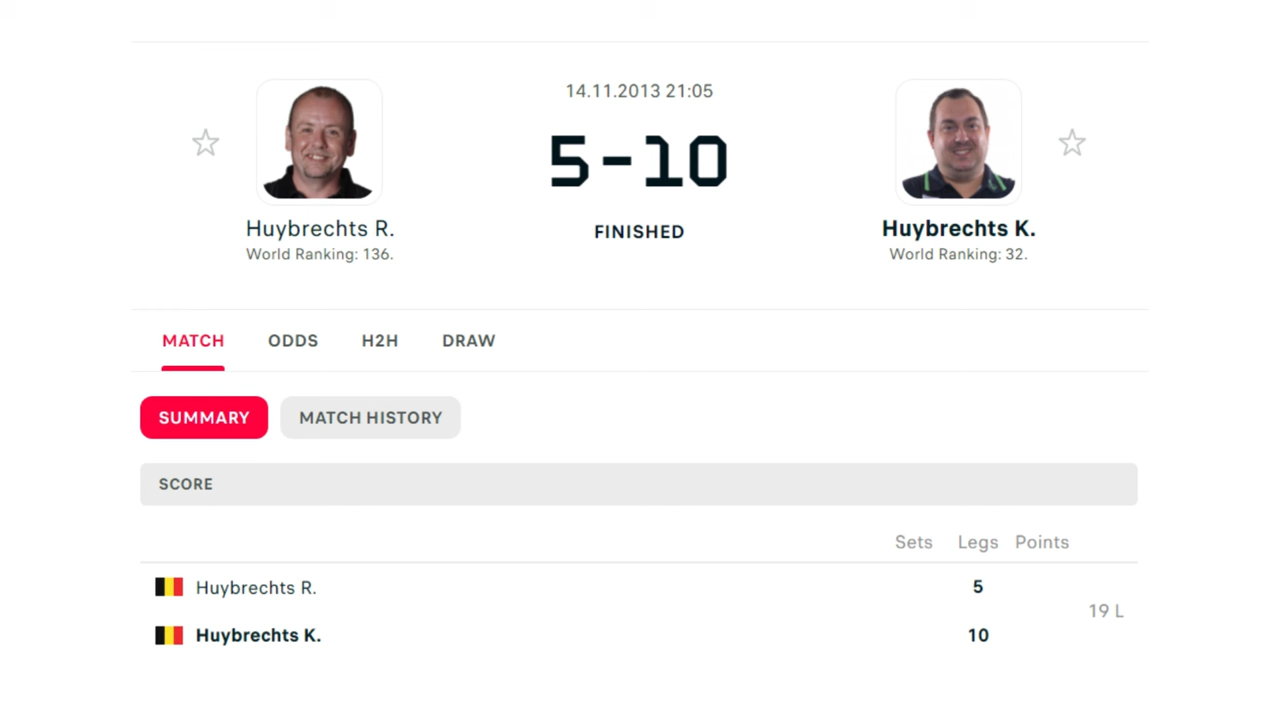 14.11.2013 21:05
5-10
FINISHED
Huybrechts R.
World Ranking: 136.
Huybrechts K.
World Ranking: 32.
MATCH ODDS H2H DRAW
SUMMARY MATCH HISTORY
SCORE
Sets Legs Points
Huybrechts R. 5
19 L
Huybrechts K. 10